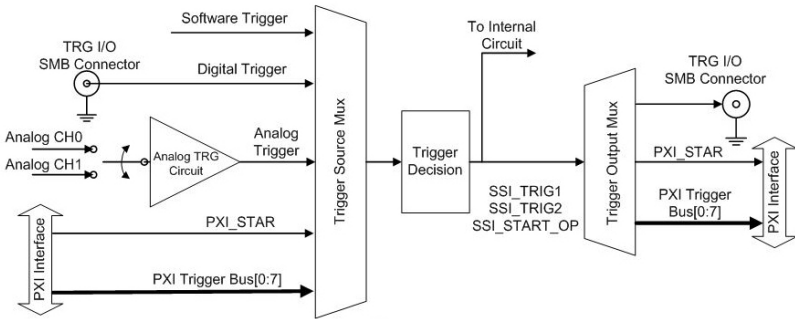 Software Trigger
TRG I/O
SMB Connector
Digital Trigger
Analog CH0
Analog CH1
Analog TRG
Circuit
Analog
Trigger
PXI_STAR
PXI Trigger Bus[0:7]
PXI Interface
Trigger Source Mux
Trigger
Decision
To Internal
Circuit
SSI_TRIG1
SSI_TRIG2
SSI_START_OP
Trigger Output Mux
TRG I/O
SMB Connector
PXI_STAR
PXI Trigger
Bus[0:7]
PXI Interface